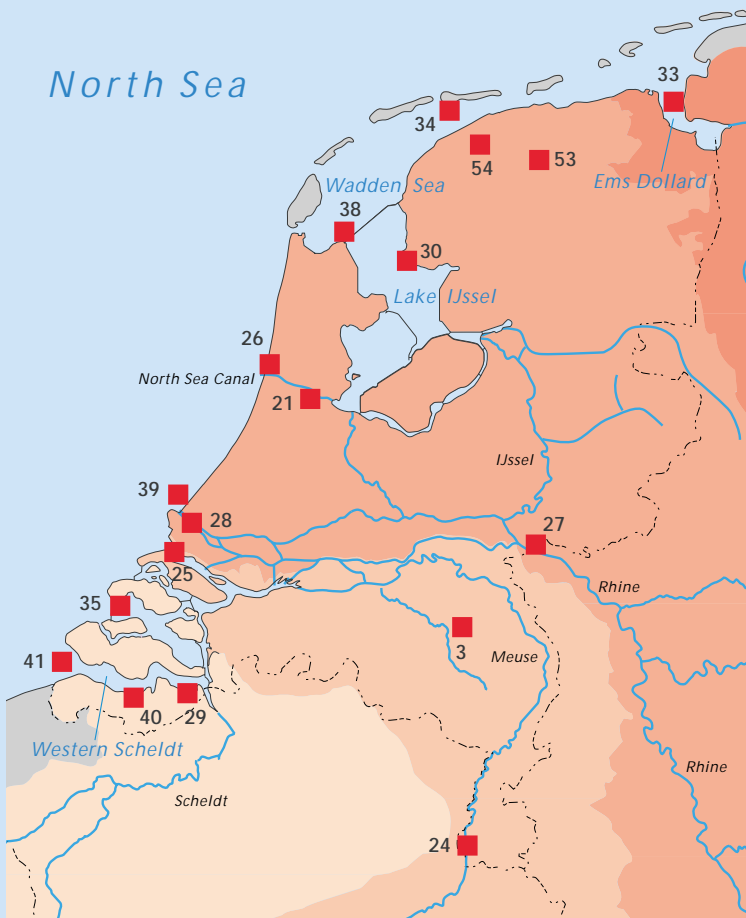 North Sea
33
34
54
53
Ems Dollard
Wadden Sea
38
30
Lake IJssel
26
North Sea Canal
21
IJssel
39
28
27
25
Rhine
35
3
Meuse
41
40
29
Western Scheldt
Rhine
Scheldt
24